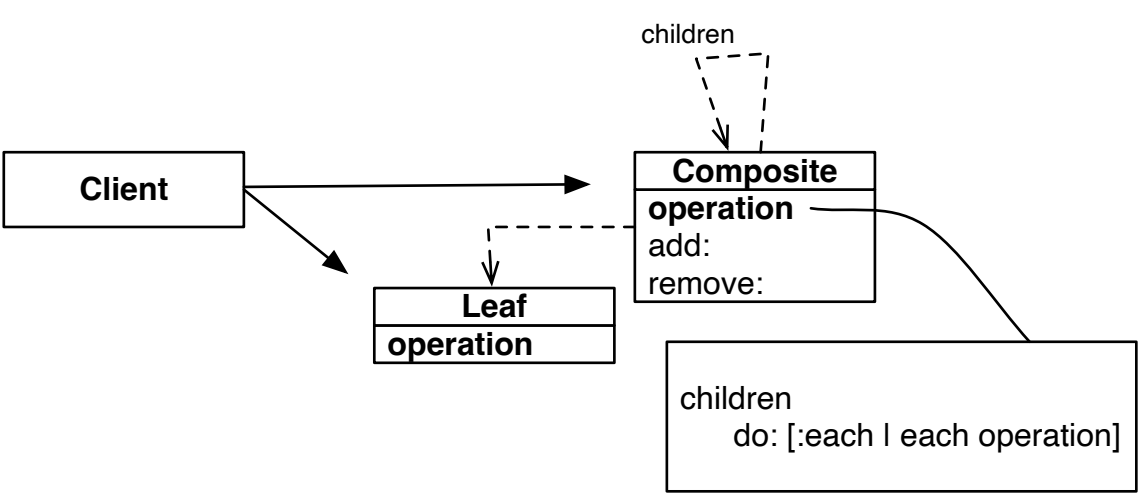 children
Client
Composite
operation
add:
remove:
Leaf
operation
children
do: [:each | each operation]